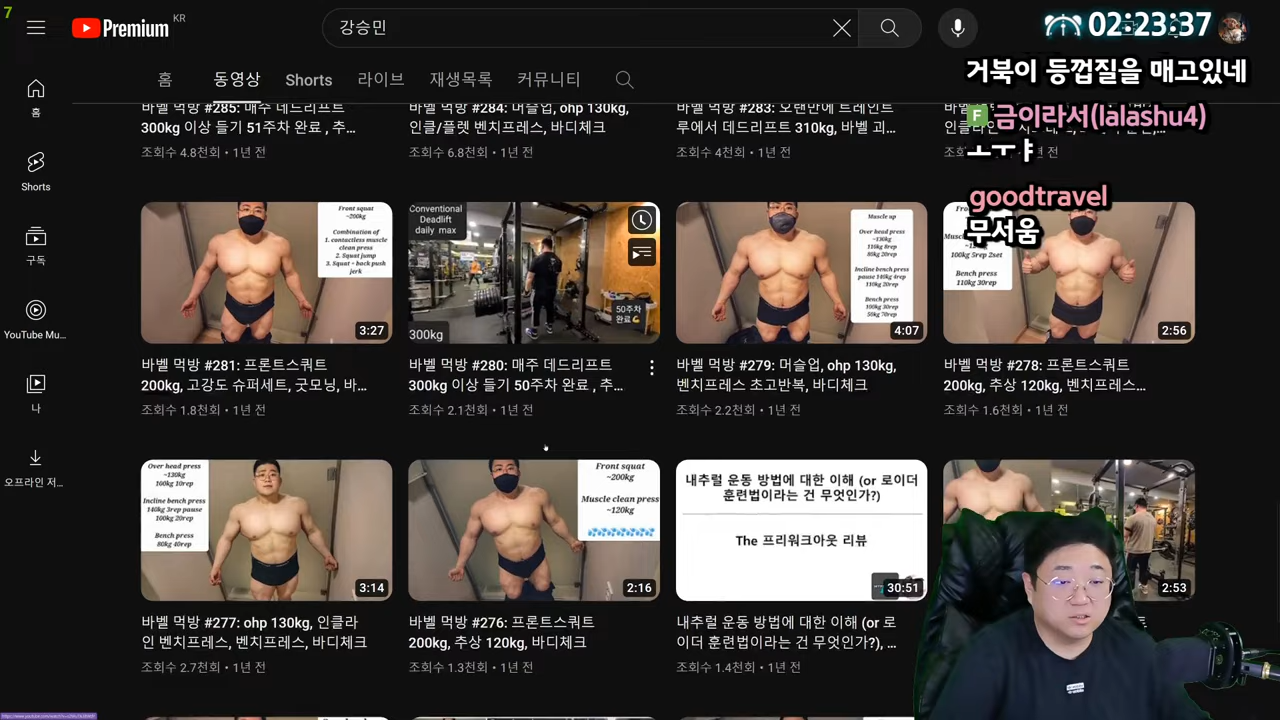 7
Premium KR
강승민
02:23:37
홈
동영상
Shorts
라이브
재생목록
커뮤니티
거북이 등껍질을 매고있네
F 금이라서(lalashu4)
ㅗㅜㅑ
goodtravel
무서움
홈
Shorts
구독
YouTube Mu...
나
오프라인 저...
바벨 먹방 #285: 매주 데드리프트
300kg 이상 들기 51주차 완료 , 추...
조회수 4.8천회 • 1년 전
바벨 먹방 #284: 머슬업, ohp 130kg,
인클/플랫 벤치프레스, 바디체크
조회수 6.8천회 • 1년 전
바벨 먹방 #283: 오랜만에 트레인트
루에서 데드리프트 310kg, 바벨 괴...
조회수 4천회 • 1년 전
Front squat
~200kg
Combination of
1. contactless muscle
clean press
2. Squat jump
3. Squat + back push
jerk
3:27
바벨 먹방 #281: 프론트스쿼트
200kg, 고강도 슈퍼세트, 굿모닝, 바...
조회수 1.8천회 • 1년 전
Conventional
Deadlift
daily max
50주차
완료💪
300kg
바벨 먹방 #280: 매주 데드리프트
300kg 이상 들기 50주차 완료 , 추...
조회수 2.1천회 • 1년 전
Muscle up
Over head press
~130kg
110kg 8rep
80kg 20rep
Incline bench press
pause 140kg 4rep
110kg 20rep
Bench press
100kg 30rep
50kg 70rep
4:07
바벨 먹방 #279: 머슬업, ohp 130kg,
벤치프레스 초고반복, 바디체크
조회수 2.2천회 • 1년 전
100kg 5rep 2set
Bench press
110kg 30rep
2:56
바벨 먹방 #278: 프론트스쿼트
200kg, 추상 120kg, 벤치프레스...
조회수 1.6천회 • 1년 전
Over head press
~130kg
100kg 10rep
Incline bench press
140kg 3rep pause
100kg 20rep
Bench press
80kg 40rep
3:14
바벨 먹방 #277: ohp 130kg, 인클라
인 벤치프레스, 벤치프레스, 바디체크
조회수 2.7천회 • 1년 전
Front squat
~200kg
Muscle clean press
~120kg
2:16
바벨 먹방 #276: 프론트스쿼트
200kg, 추상 120kg, 바디체크
조회수 1.3천회 • 1년 전
내추럴 운동 방법에 대한 이해 (or 로이더
훈련법이라는 건 무엇인가?)
The 프리워크아웃 리뷰
30:51
내추럴 운동 방법에 대한 이해 (or 로
이더 훈련법이라는 건 무엇인가?), ...
조회수 1.4천회 • 1년 전
2:53